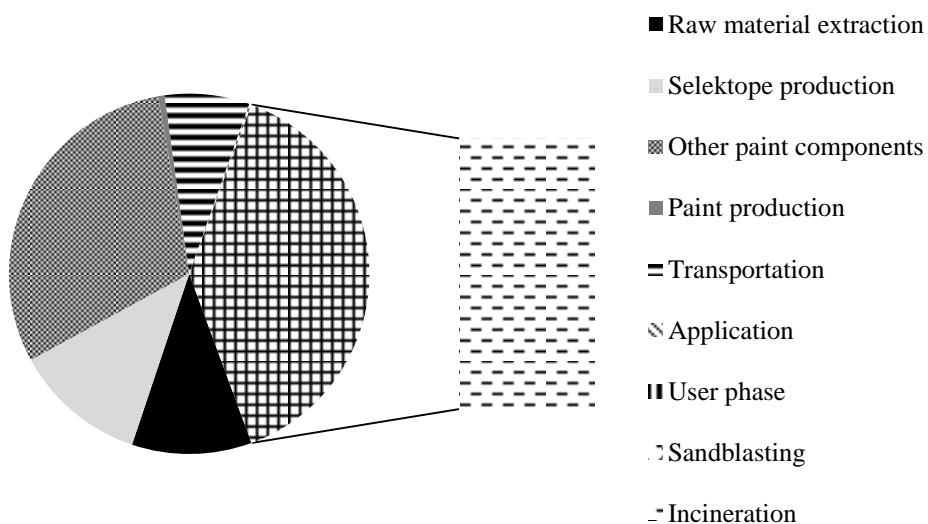 Raw material extraction
Selektope production
Other paint components
Paint production
Transportation
Application
User phase
Sandblasting
Incineration